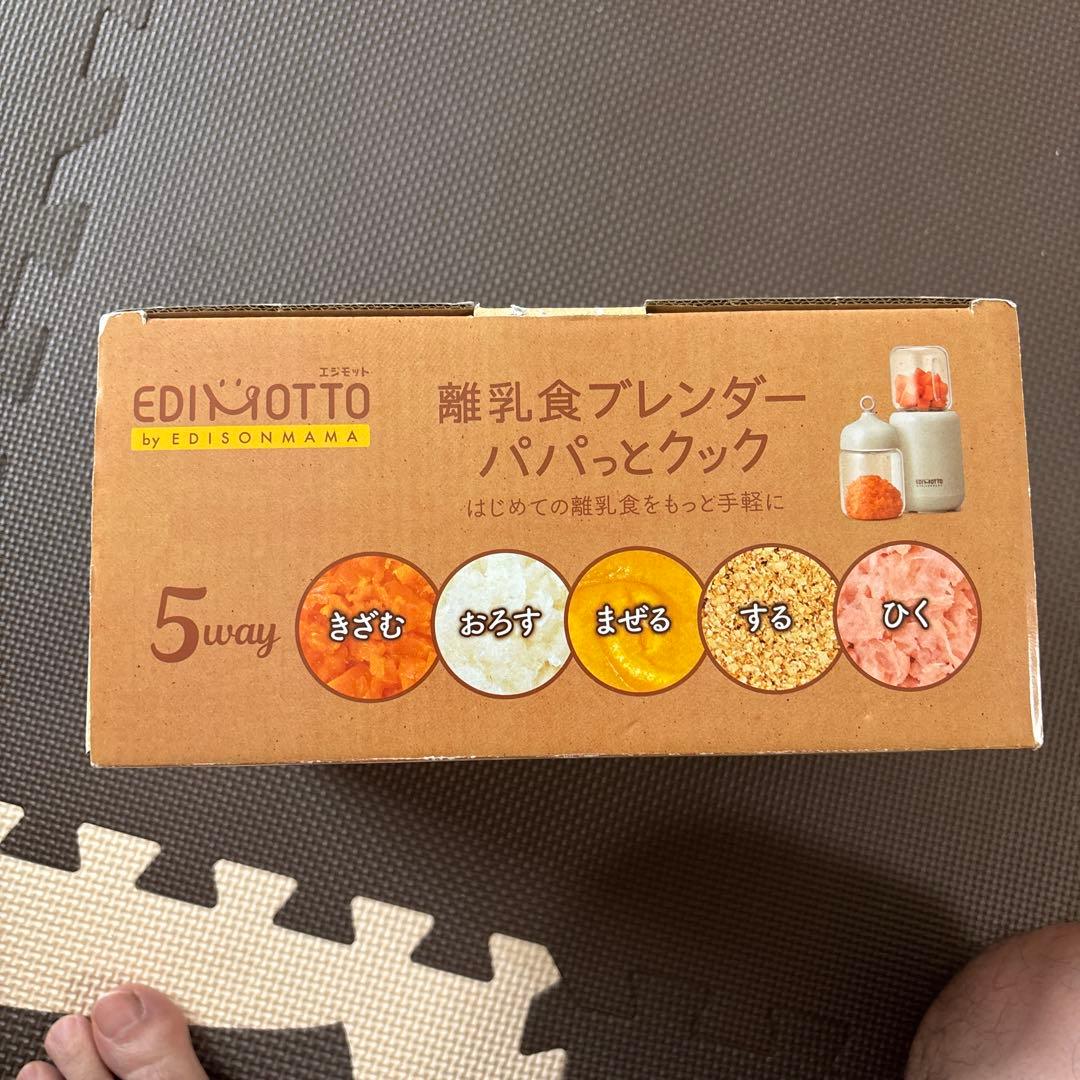 エジモット
EDIMOTTO
by EDISONMAMA
離乳食ブレンダー
パパっとクック
はじめての離乳食をもっと手軽に
EDIMOTTO
5way
きざむ
おろす
まぜる
する
ひく